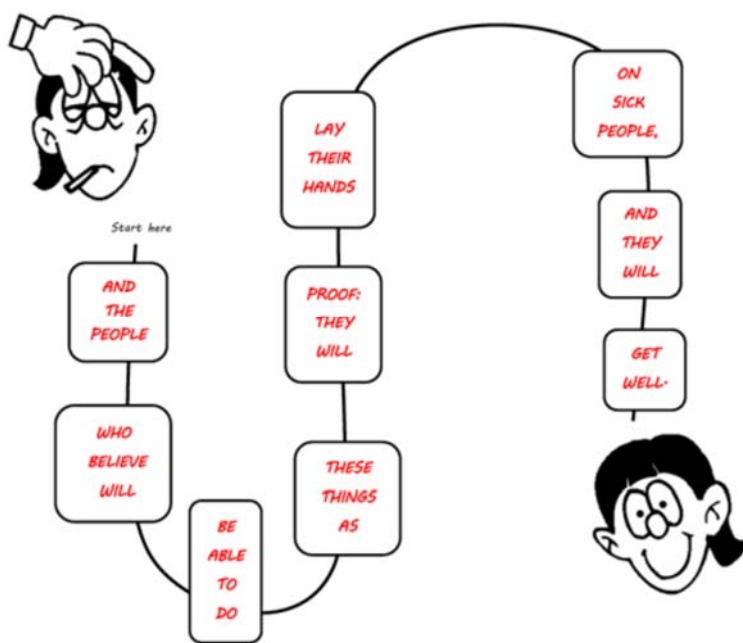 Start here
AND
THE
PEOPLE
WHO
BELIEVE
WILL
BE
ABLE
TO
DO
THESE
THINGS
AS
PROOF:
THEY
WILL
LAY
THEIR
HANDS
ON
SICK
PEOPLE,
AND
THEY
WILL
GET
WELL.